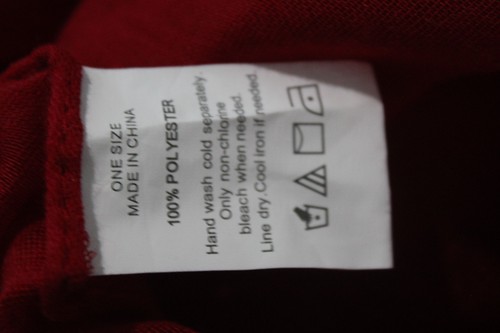 ONE SIZE
MADE IN CHINA
100% POLYESTER
Hand wash cold separately.
Only non-chlorine
bleach when needed.
Line dry.Cool iron if needed.